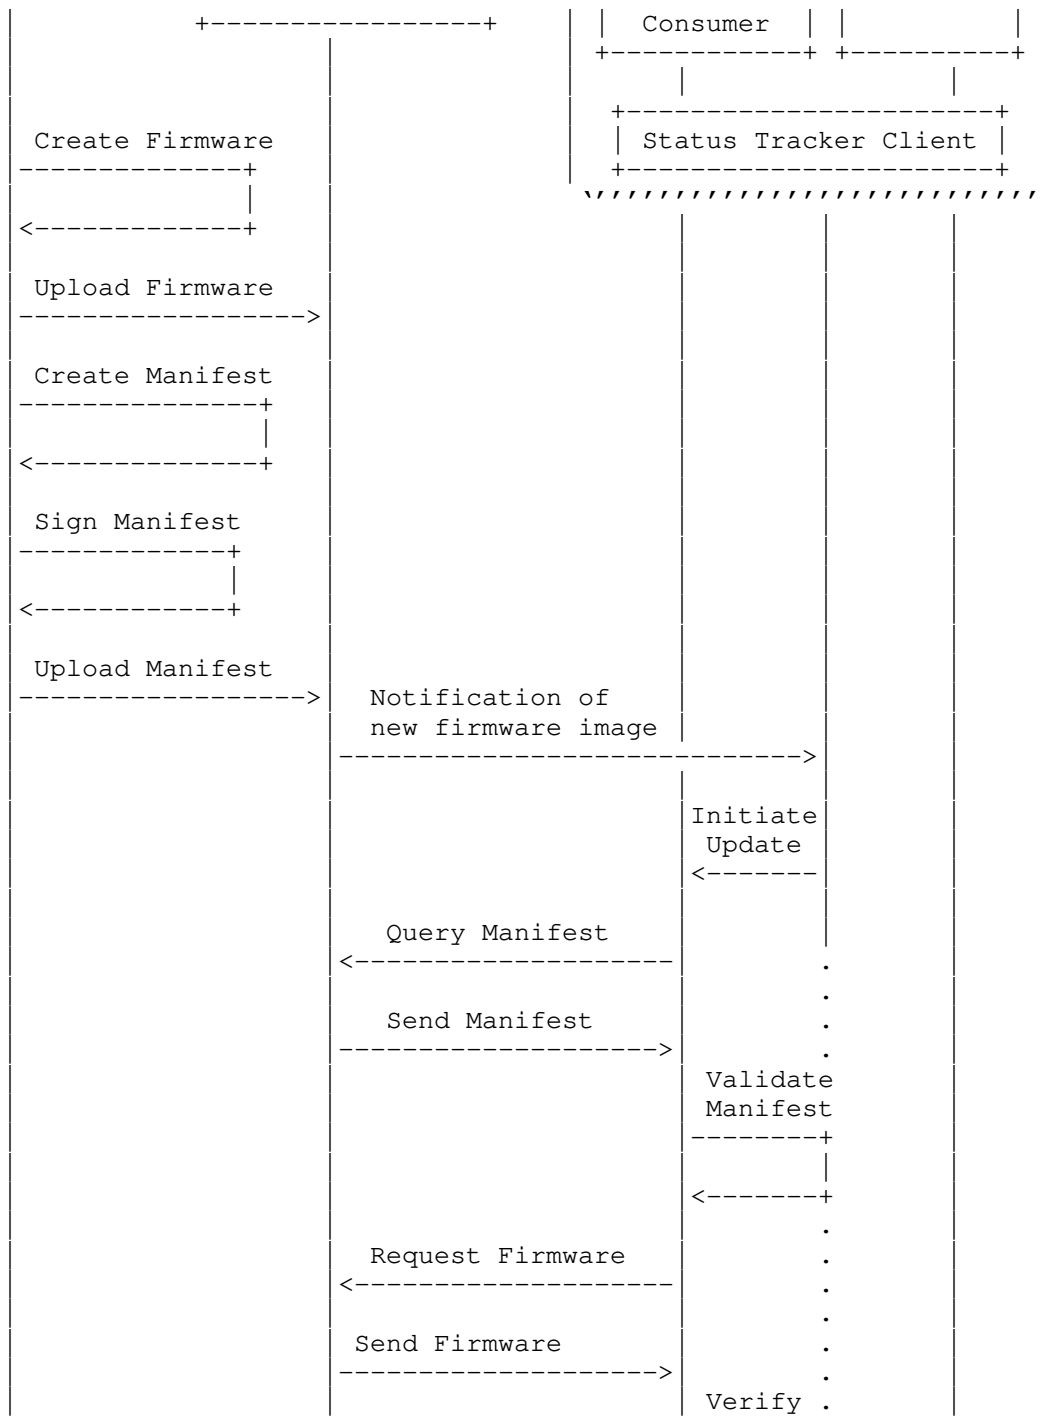 Consumer
Create Firmware
Status Tracker Client
Upload Firmware
Create Manifest
Sign Manifest
Upload Manifest
Notification of
new firmware image
Initiate
Update
Query Manifest
Send Manifest
Validate
Manifest
Request Firmware
Send Firmware
Verify